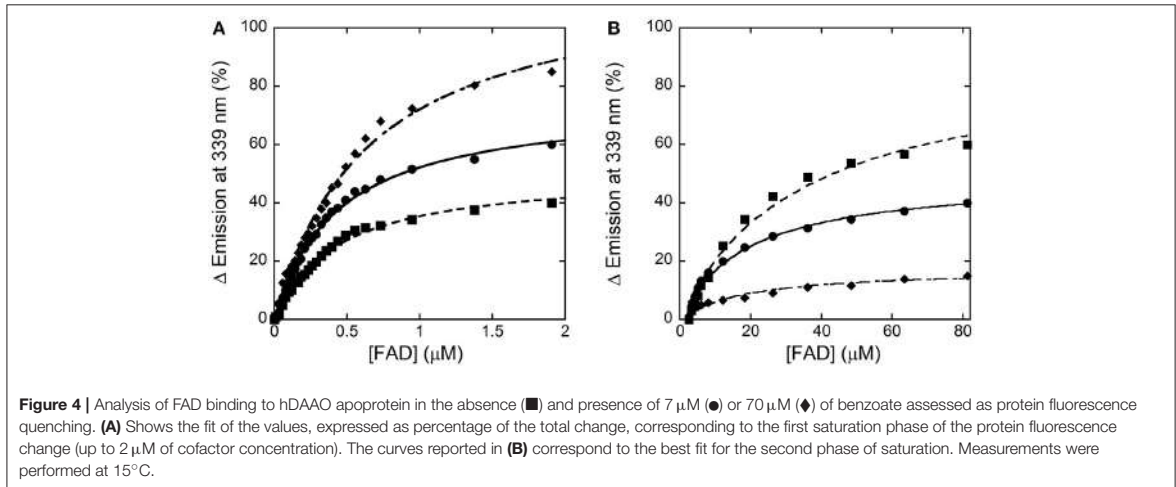 A
B
100
80
60
40
20
0
Δ Emission at 339 nm (%)
0
0.5
1
1.5
2
[FAD] (μM)
100
80
60
40
20
0
Δ Emission at 339 nm (%)
0
20
40
60
80
[FAD] (μM)
Figure 4 | Analysis of FAD binding to hDAAO apoprotein in the absence (■) and presence of 7 μM (●) or 70 μM (♦) of benzoate assessed as protein fluorescence
quenching. (A) Shows the fit of the values, expressed as percentage of the total change, corresponding to the first saturation phase of the protein fluorescence
change (up to 2 μM of cofactor concentration). The curves reported in (B) correspond to the best fit for the second phase of saturation. Measurements were
performed at 15°C.